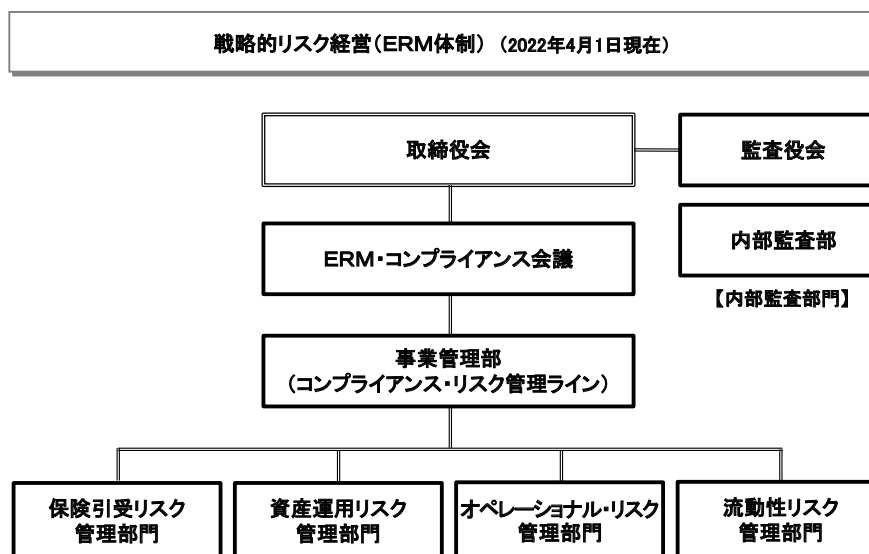 戦略的リスク経営（ＥＲＭ体制）（2022年4月1日現在）
取締役会
監査役会
ＥＲＭ・コンプライアンス会議
内部監査部
【内部監査部門】
事業管理部
（コンプライアンス・リスク管理ライン）
保険引受リスク
管理部門
資産運用リスク
管理部門
オペレーショナル・リスク
管理部門
流動性リスク
管理部門